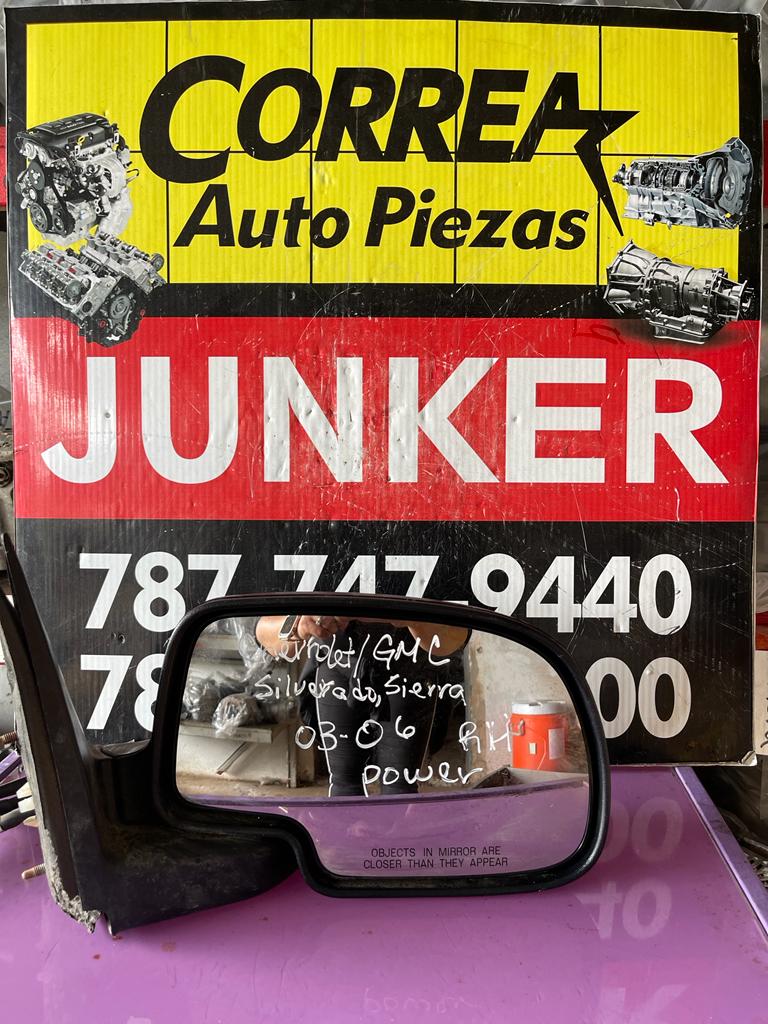 CORREA
Auto Piezas
JUNKER
787-747-9440
78 00
Chevrolet/GMC
Silverado, Sierra
03-06 RH
power
OBJECTS IN MIRROR ARE
CLOSER THAN THEY APPEAR